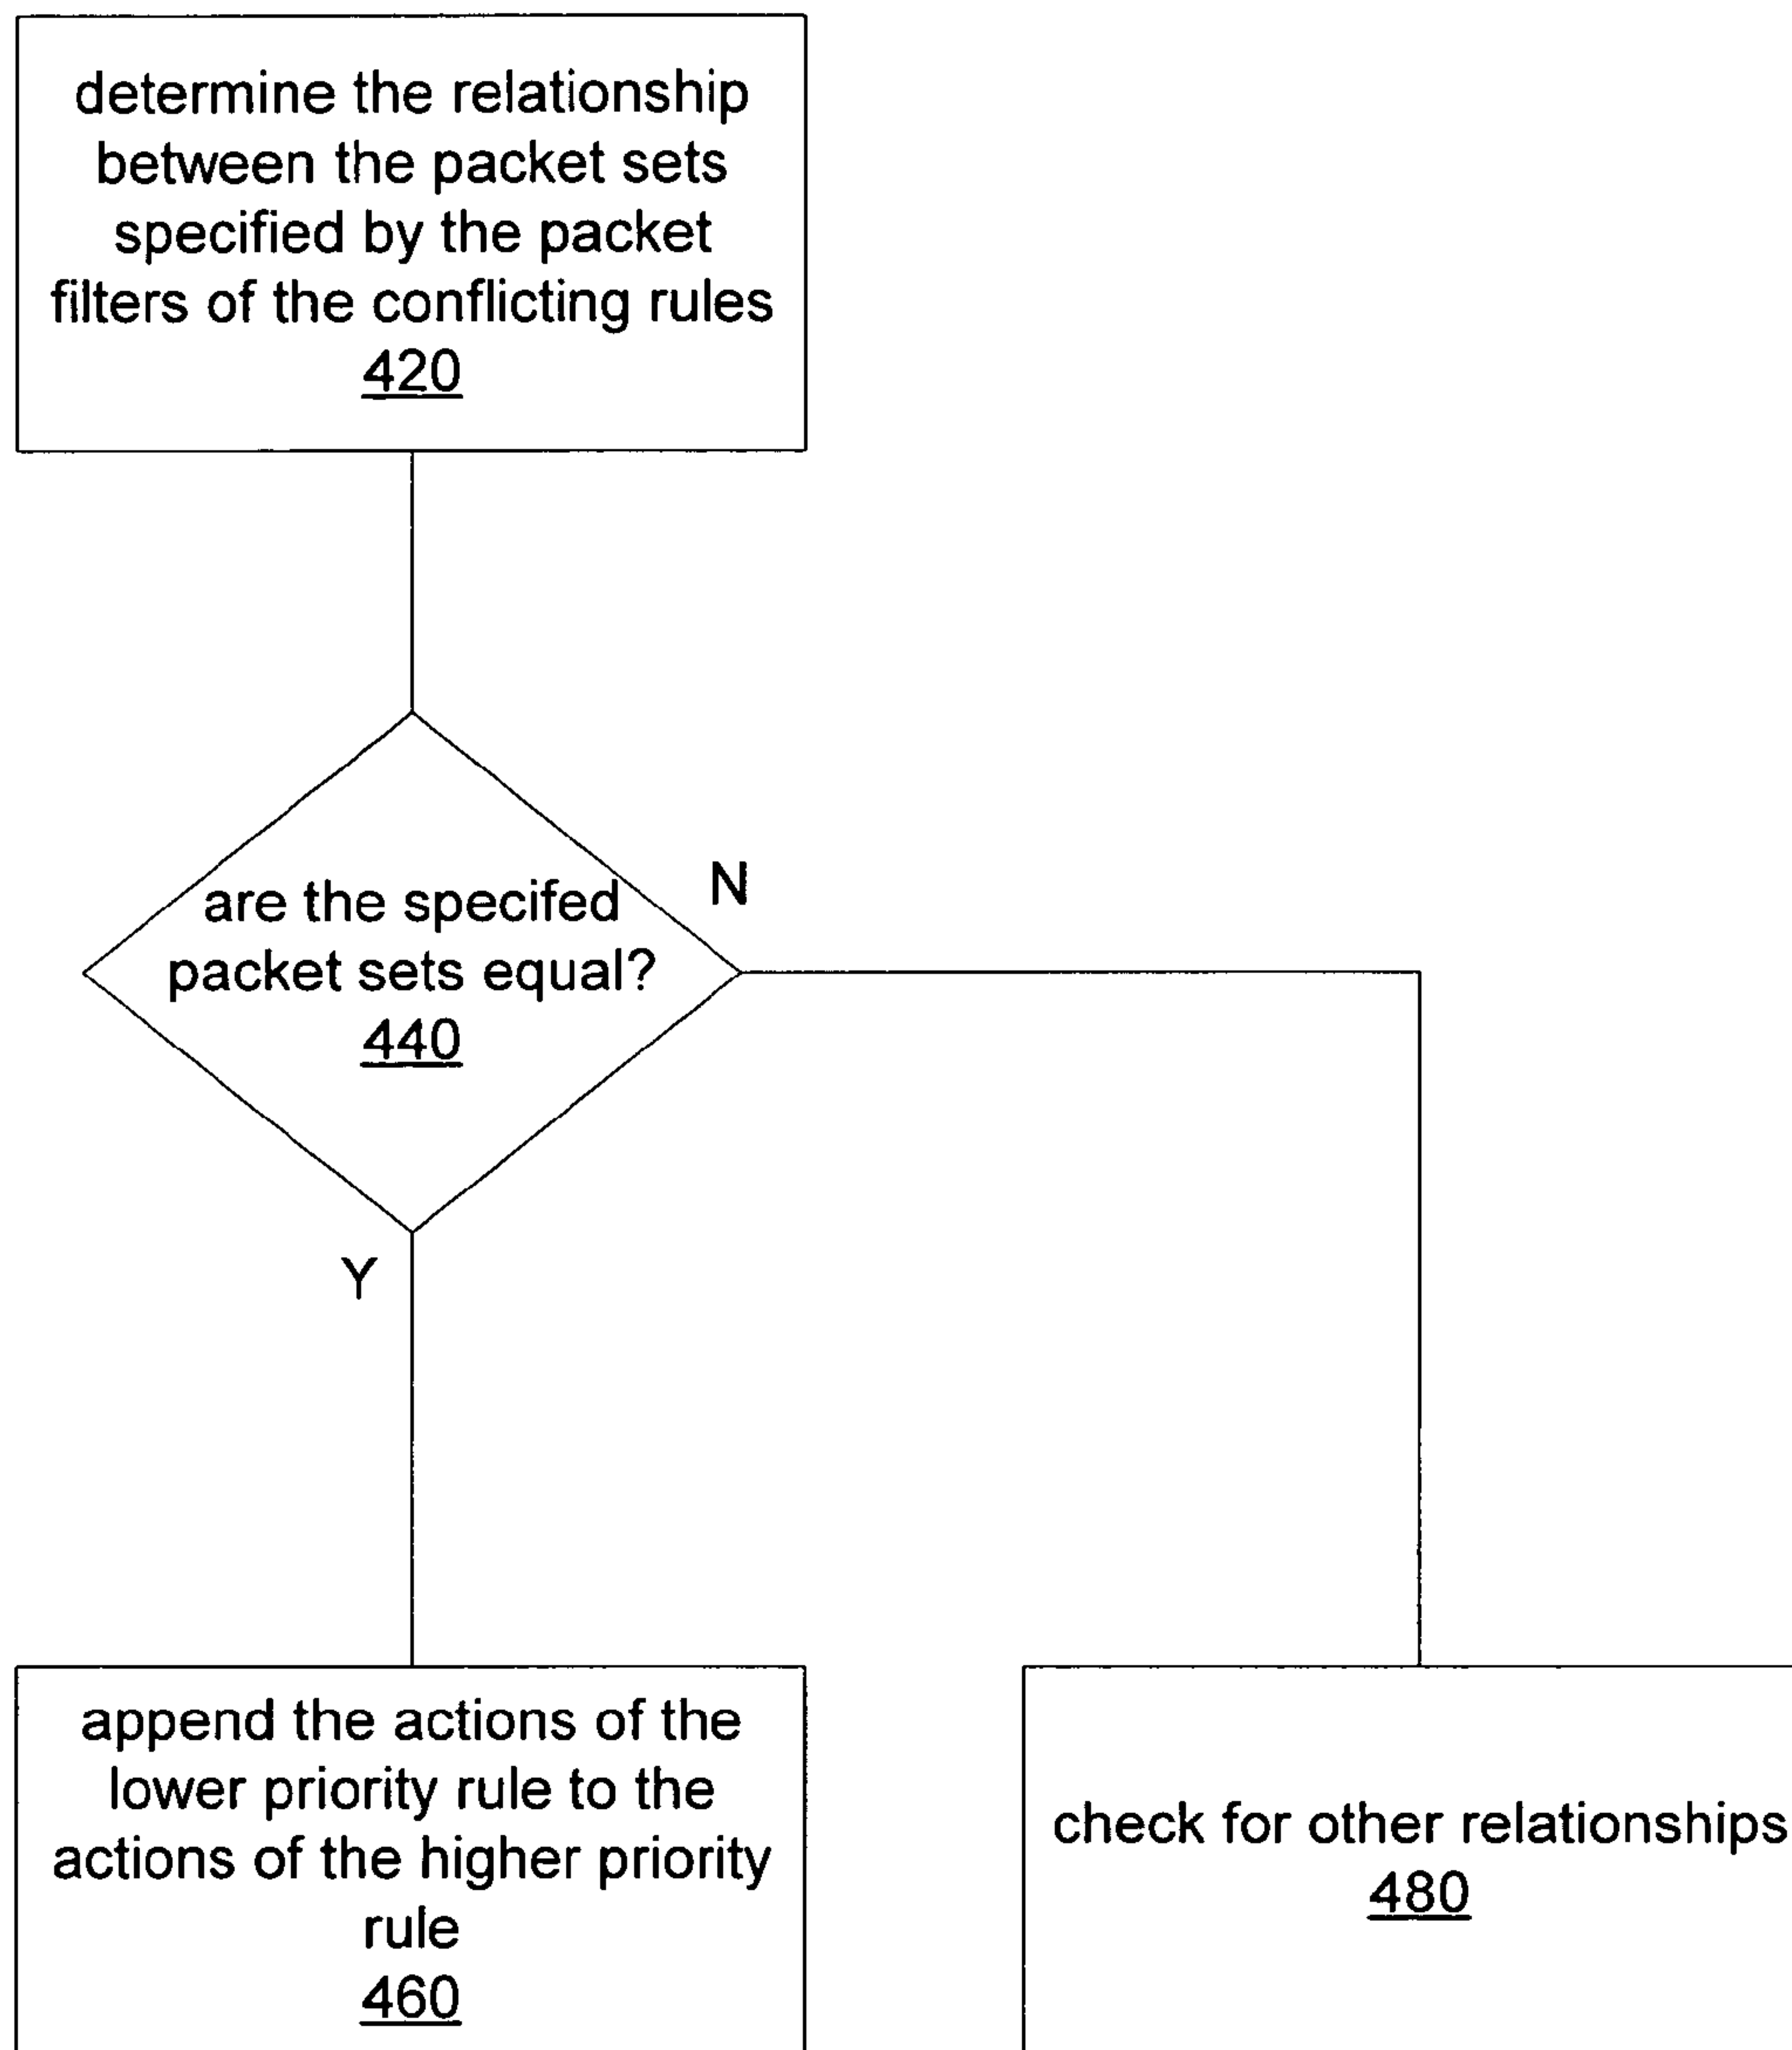 determine the relationship
between the packet sets
specified by the packet
filters of the conflicting rules
420
are the specifed
packet sets equal?
440
N
Y
append the actions of the
lower priority rule to the
actions of the higher priority
rule
460
check for other relationships
480